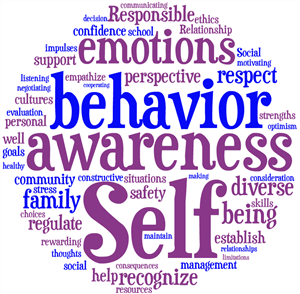 communicating
decision Responsible ethics
confidence school Relationship
impulses emotions Social
support motivating
listening empathize perspective respect
negotiating cooperating
cultures behavior strengths
evaluation optimism
personal
well awareness
goals
healthy
community constructive situations making consideration
stress safety diverse
family Self being skills
choices
regulate establish
rewarding maintain relationships
thoughts limitations
social consequences management
help recognize
resources